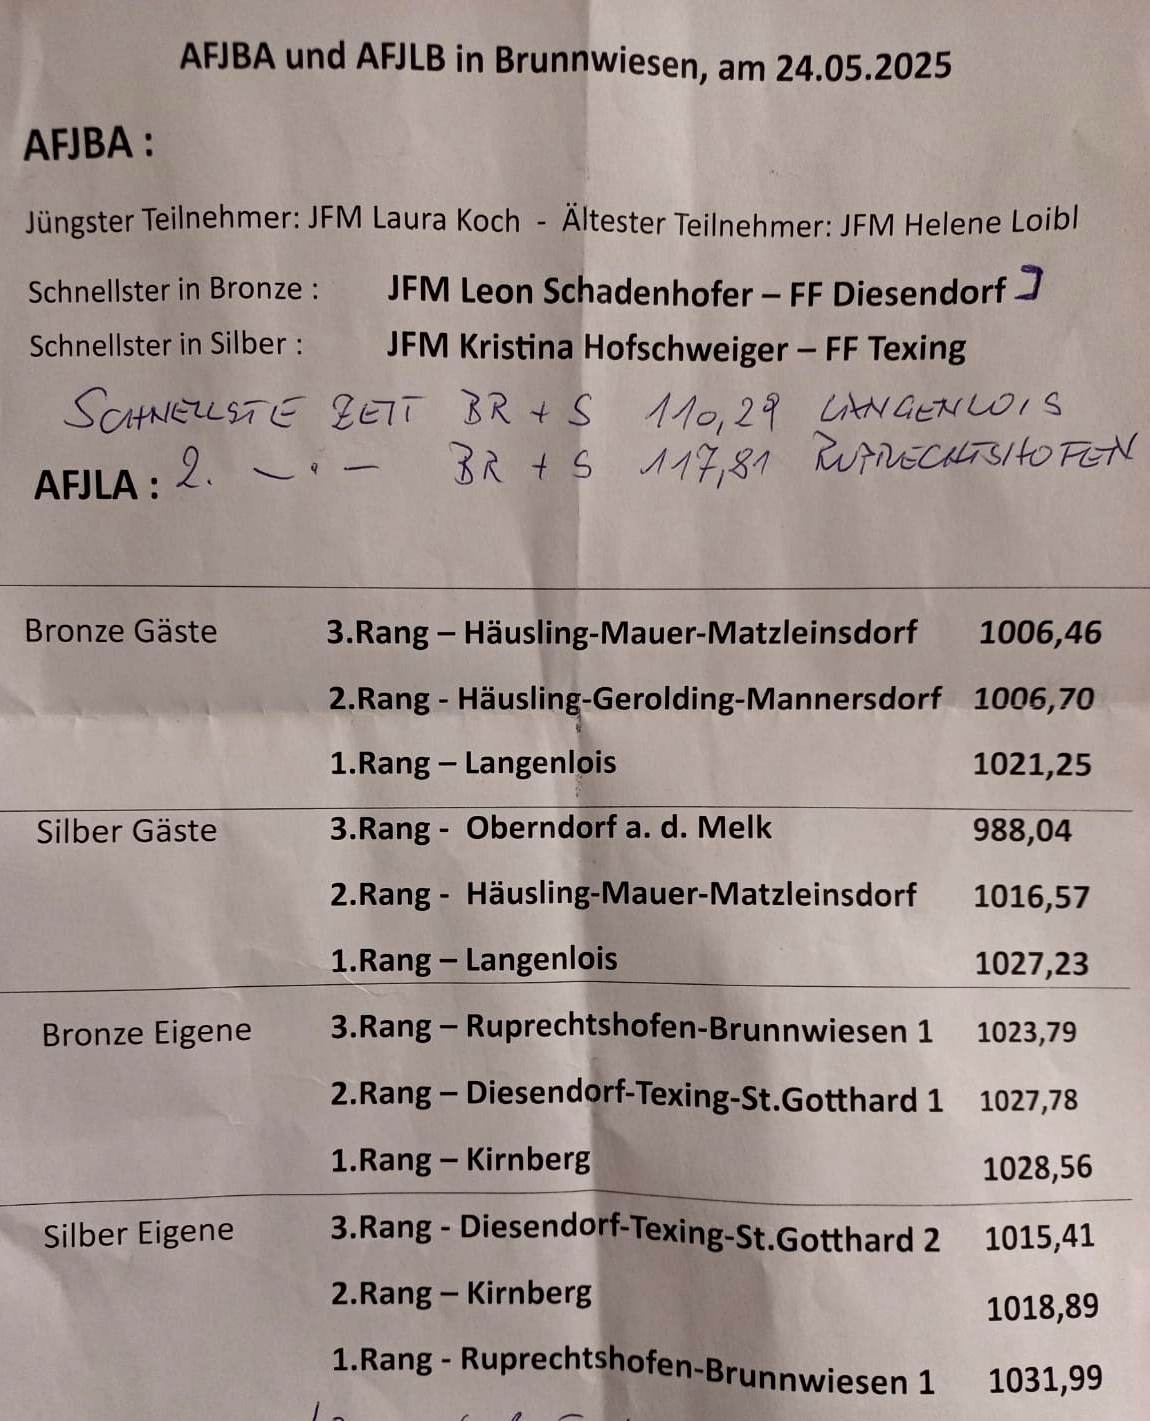 AFJBA und AFJLB in Brunnwiesen, am 24.05.2025
AFJBA :
Jüngster Teilnehmer: JFM Laura Koch - Ältester Teilnehmer: JFM Helene Loibl
Schnellster in Bronze : JFM Leon Schadenhofer – FF Diesendorf
Schnellster in Silber : JFM Kristina Hofschweiger – FF Texing
SCHNELLSTE ZEIT BR + S 110,29 LANGENLOIS
2. — " — BR + S 117,81 RUPRECHTSHOFEN
AFJLA :
Bronze Gäste 3.Rang – Häusling-Mauer-Matzleinsdorf 1006,46
2.Rang - Häusling-Gerolding-Mannersdorf 1006,70
1.Rang – Langenlois 1021,25
Silber Gäste 3.Rang - Oberndorf a. d. Melk 988,04
2.Rang - Häusling-Mauer-Matzleinsdorf 1016,57
1.Rang – Langenlois 1027,23
Bronze Eigene 3.Rang – Ruprechtshofen-Brunnwiesen 1 1023,79
2.Rang – Diesendorf-Texing-St.Gotthard 1 1027,78
1.Rang – Kirnberg 1028,56
Silber Eigene 3.Rang - Diesendorf-Texing-St.Gotthard 2 1015,41
2.Rang – Kirnberg 1018,89
1.Rang - Ruprechtshofen-Brunnwiesen 1 1031,99